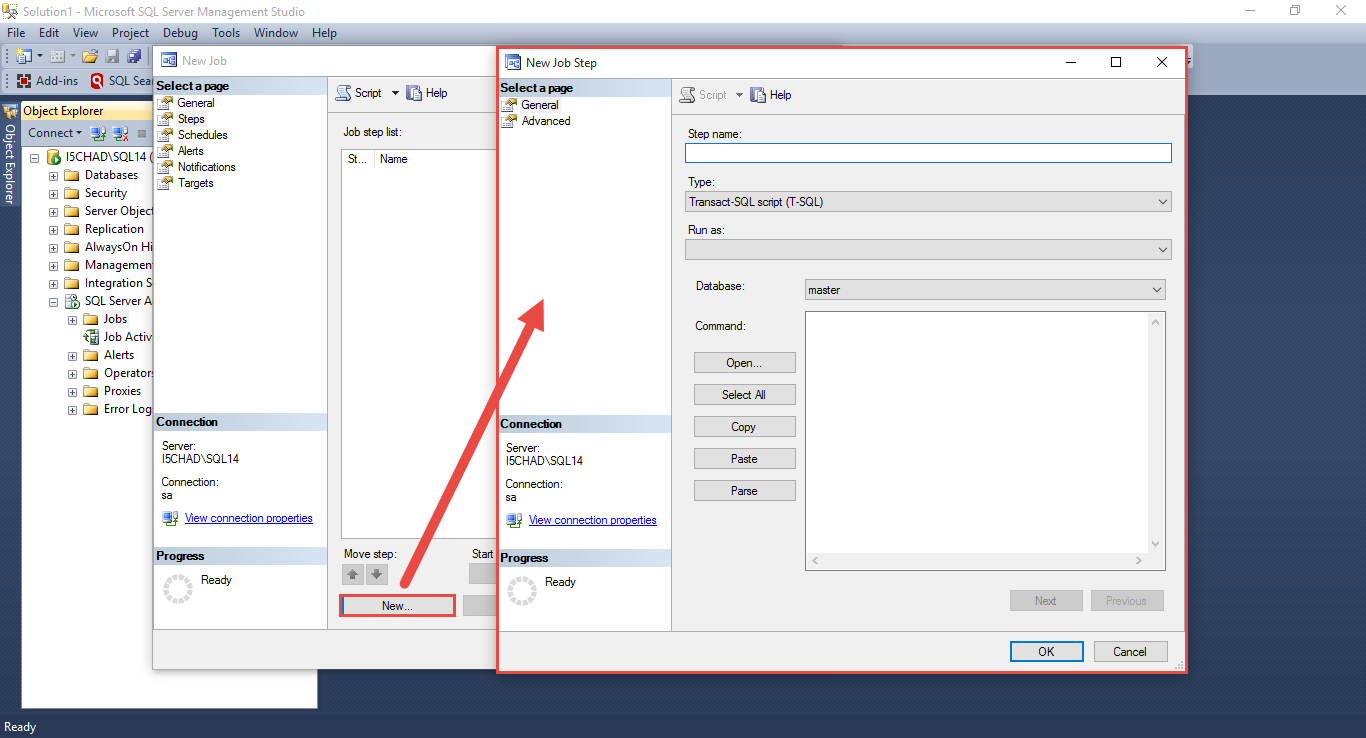 Solution1 - Microsoft SQL Server Management Studio
File Edit View Project Debug Tools Window Help
Add-ins SQL Sear
Object Explorer
Object Explorer
Connect
I5CHAD\SQL14 (
Databases
Security
Server Object
Replication
AlwaysOn Hi
Management
Integration S
SQL Server A
Jobs
Job Activ
Alerts
Operators
Proxies
Error Log
New Job
Select a page
General
Steps
Schedules
Alerts
Notifications
Targets
Script Help
Job step list:
St... Name
Connection
Server:
I5CHAD\SQL14
Connection:
sa
View connection properties
Progress
Ready
Move step: Start
New...
New Job Step
Select a page
General
Advanced
Connection
Server:
I5CHAD\SQL14
Connection:
sa
View connection properties
Progress
Ready
Script Help
Step name:
Type:
Transact-SQL script (T-SQL)
Run as:
Database: master
Command:
Open...
Select All
Copy
Paste
Parse
Next Previous
OK Cancel
Ready